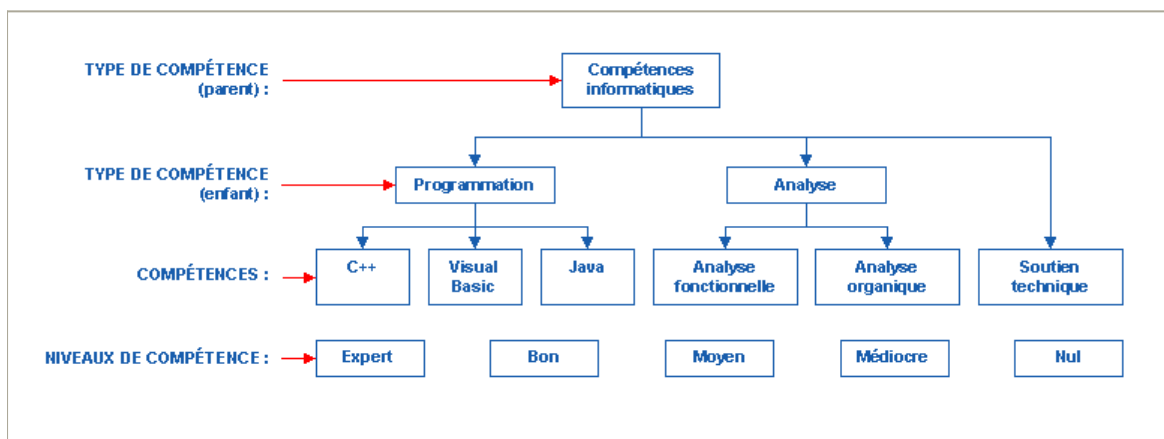 TYPE DE COMPÉTENCE
(parent) :
Compétences
informatiques
TYPE DE COMPÉTENCE
(enfant) :
Programmation
Analyse
COMPÉTENCES :
C++
Visual
Basic
Java
Analyse
fonctionnelle
Analyse
organique
Soutien
technique
NIVEAUX DE COMPÉTENCE :
Expert
Bon
Moyen
Médiocre
Nul